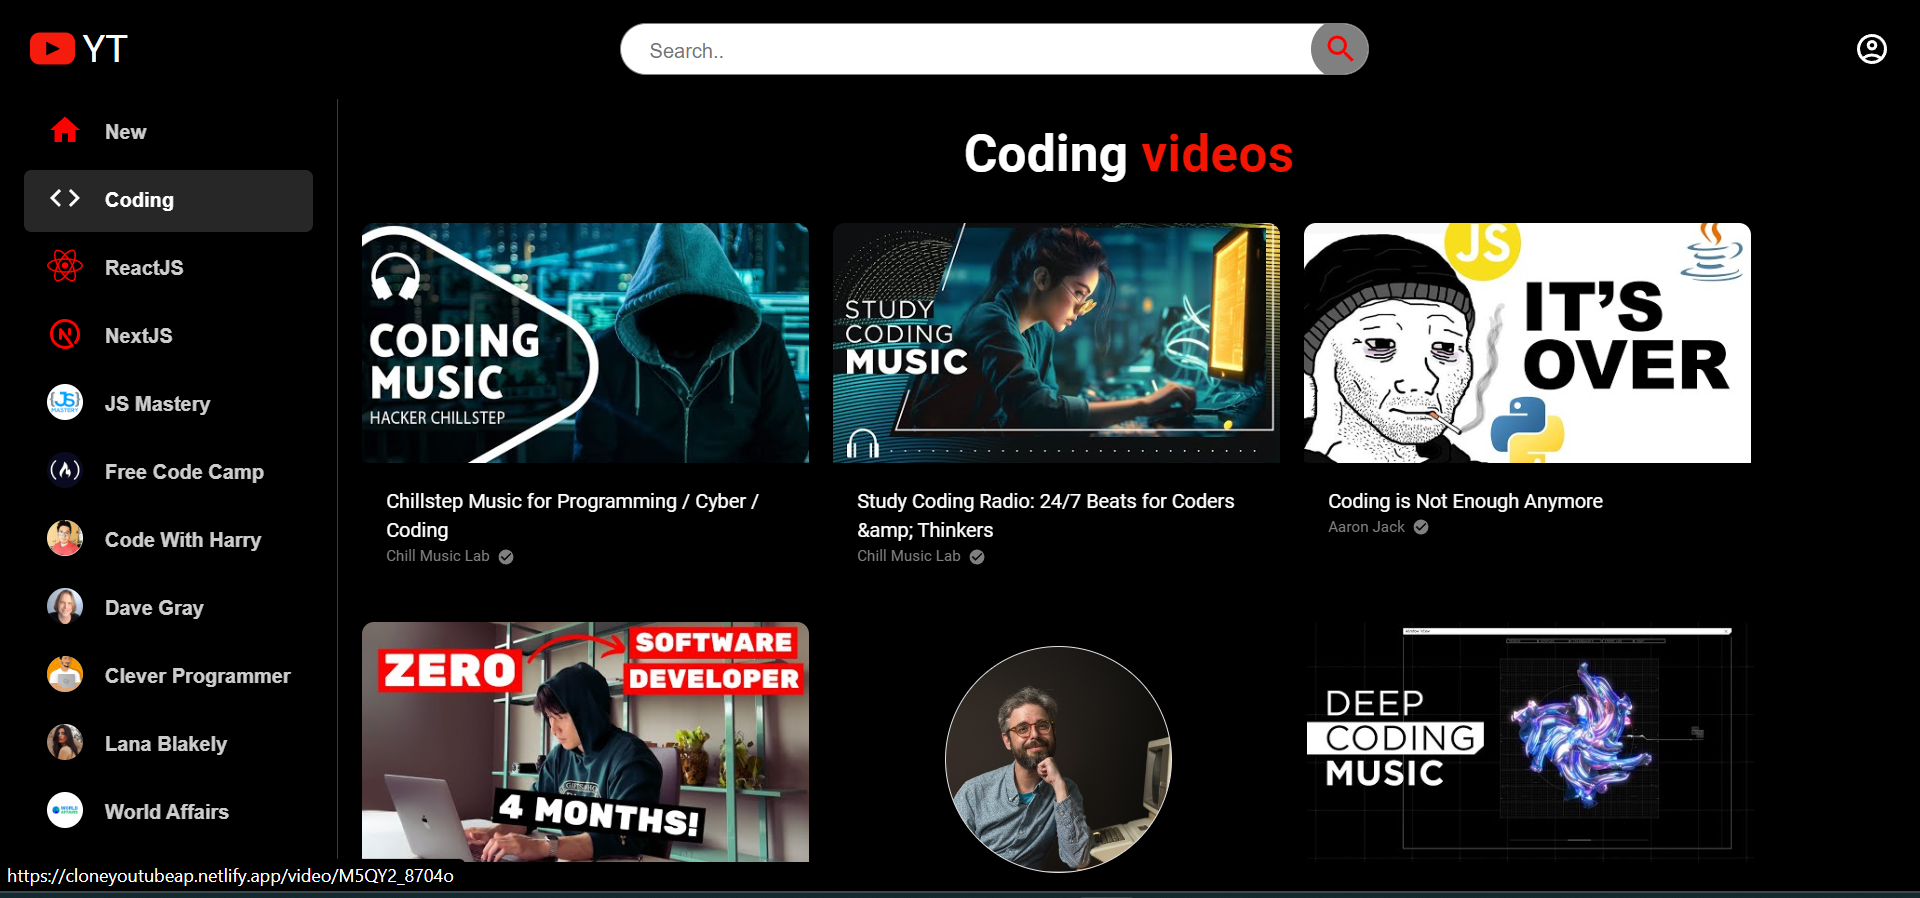 YT
Search..
New
Coding
ReactJS
NextJS
JS Mastery
Free Code Camp
Code With Harry
Dave Gray
Clever Programmer
Lana Blakely
World Affairs
Coding videos
CODING
MUSIC
HACKER CHILLSTEP
Chillstep Music for Programming / Cyber /
Coding
Chill Music Lab
STUDY
CODING
MUSIC
Study Coding Radio: 24/7 Beats for Coders
&amp; Thinkers
Chill Music Lab
JS
IT'S
OVER
Coding is Not Enough Anymore
Aaron Jack
ZERO
SOFTWARE
DEVELOPER
4 MONTHS!
DEEP
CODING
MUSIC
https://cloneyoutubeap.netlify.app/video/M5QY2_8704o